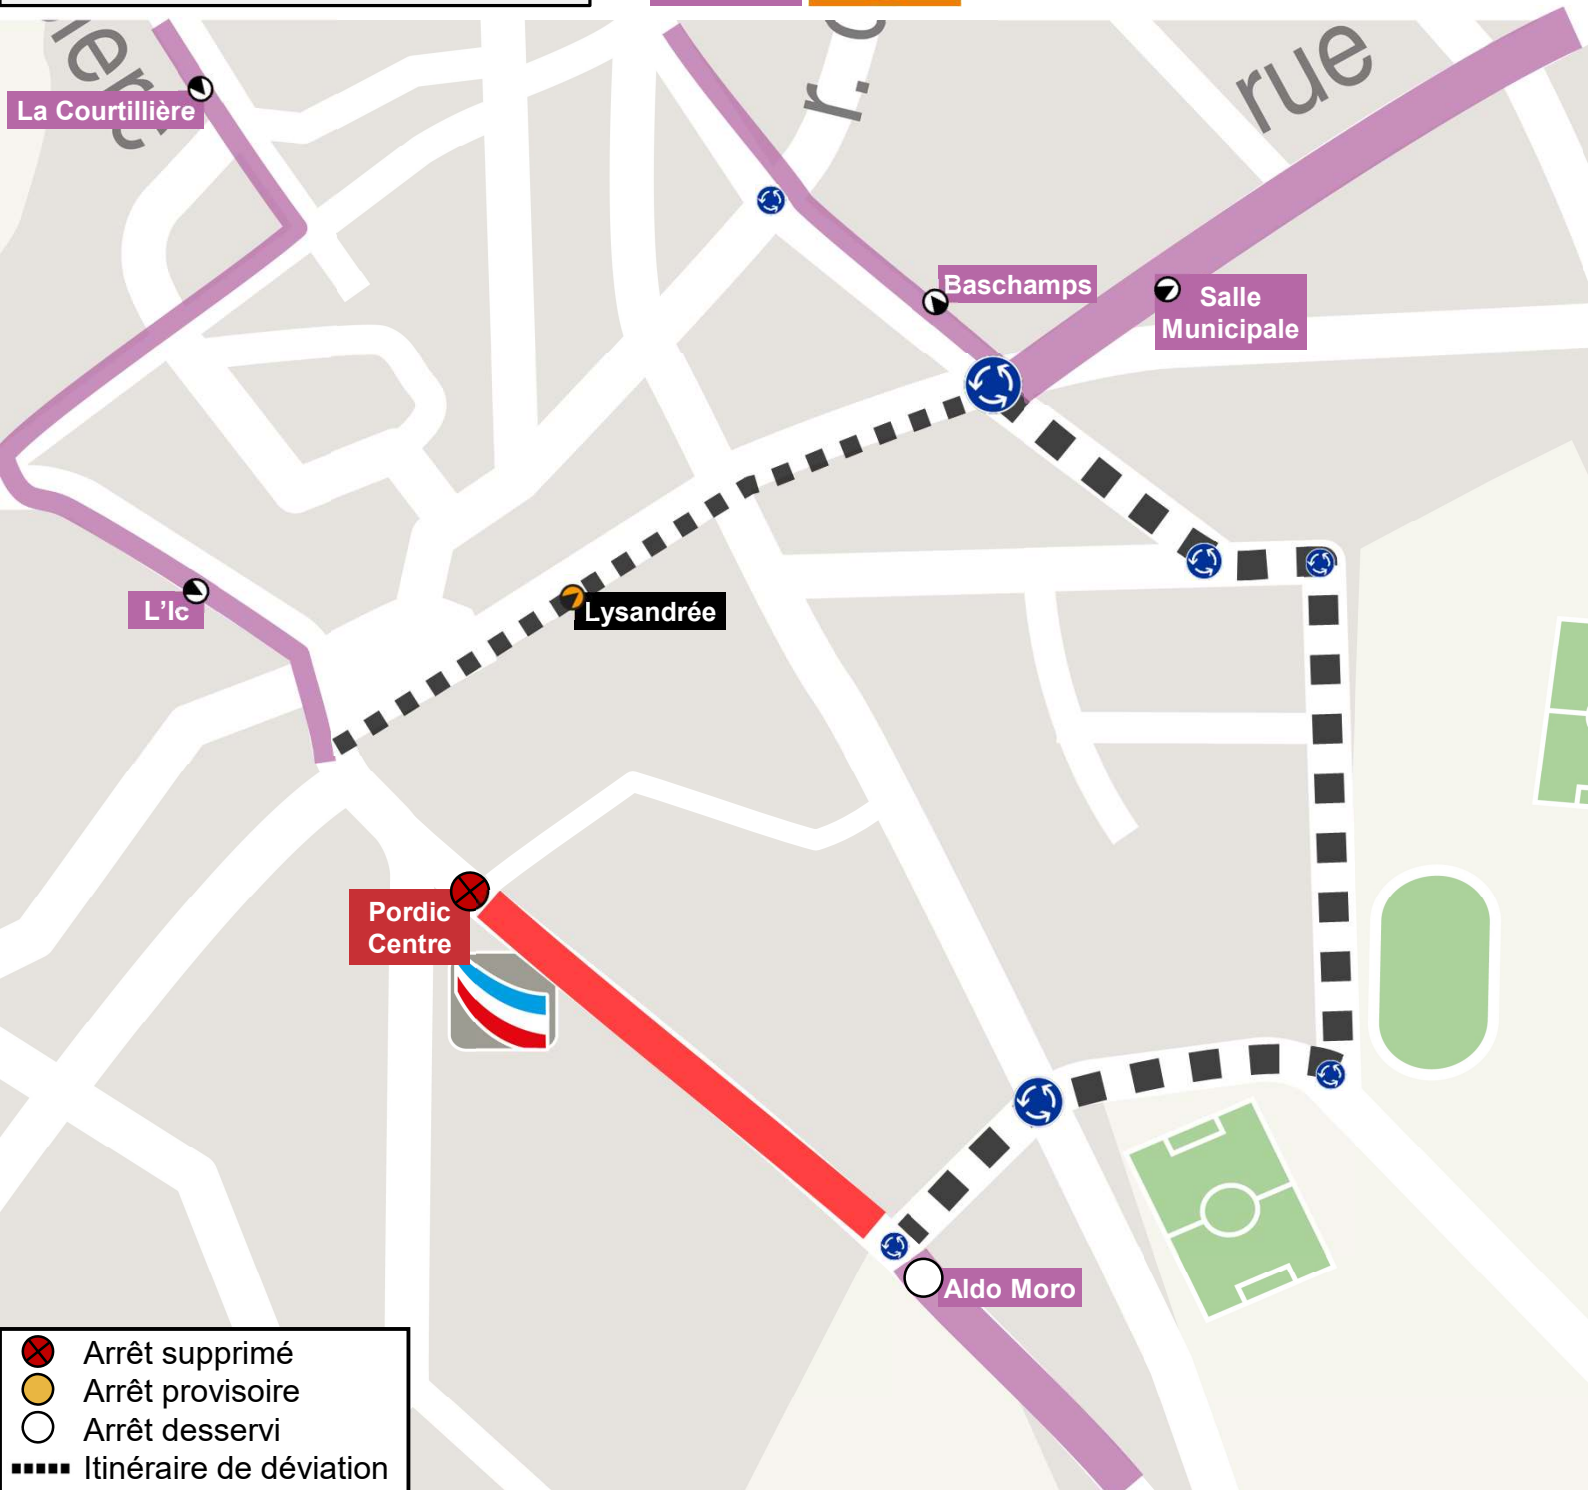 rue
r.
La Courtillière
Baschamps
Salle
Municipale
L'Ic
Lysandrée
Pordic
Centre
Aldo Moro
Arrêt supprimé
Arrêt provisoire
Arrêt desservi
Itinéraire de déviation